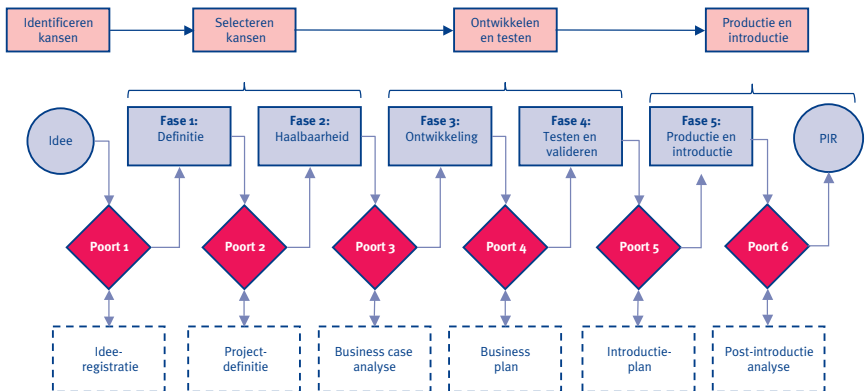 Identificeren
kansen
Selecteren
kansen
Ontwikkelen
en testen
Productie en
introductie
Idee
Fase 1:
Definitie
Fase 2:
Haalbaarheid
Fase 3:
Ontwikkeling
Fase 4:
Testen en
valideren
Fase 5:
Productie en
introductie
PIR
Poort 1
Poort 2
Poort 3
Poort 4
Poort 5
Poort 6
Idee-
registratie
Project-
definitie
Business case
analyse
Business
plan
Introductie-
plan
Post-introductie
analyse